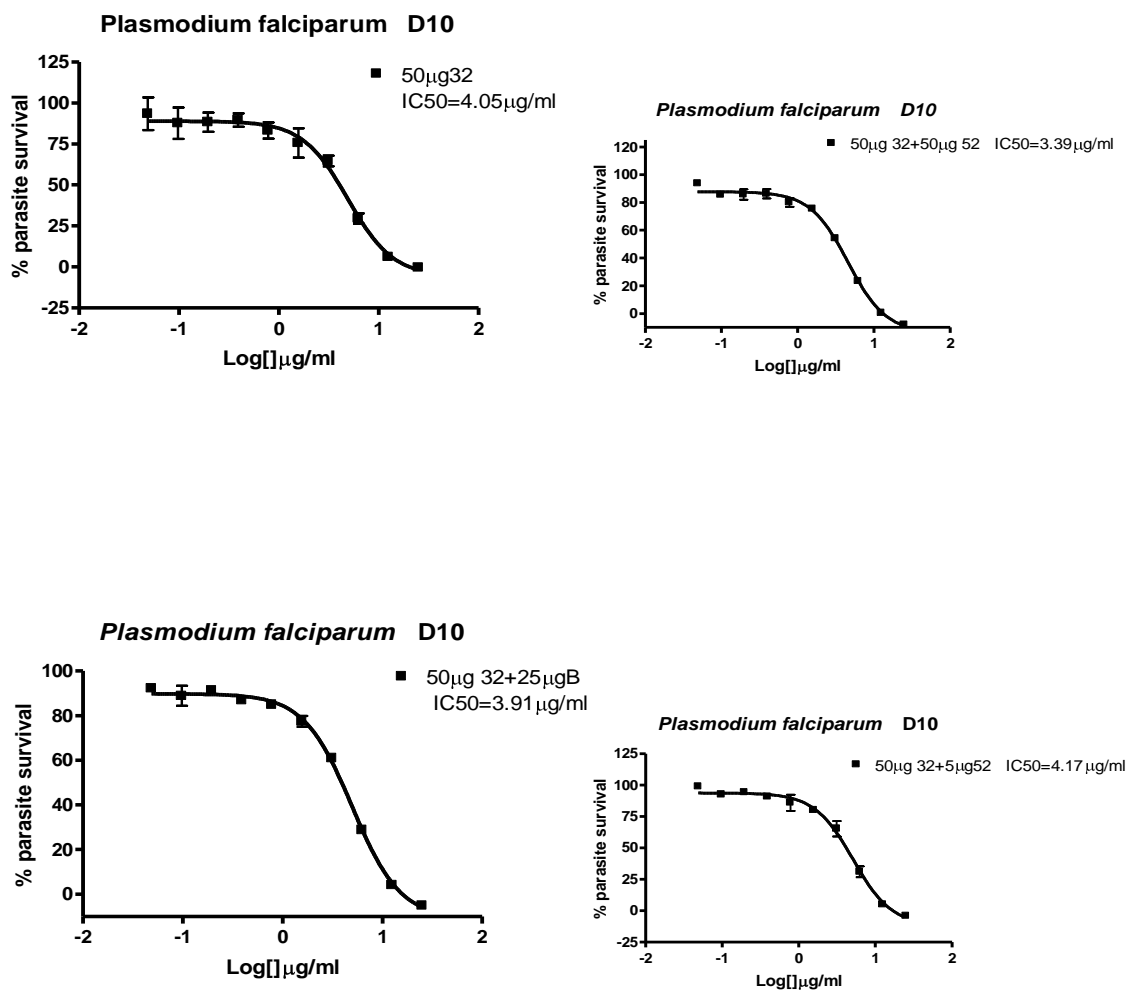 Plasmodium falciparum D10
50μg32
IC50=4.05μg/ml
125
100
75
50
25
0
-25
-2
-1
0
1
2
% parasite survival
Log[]μg/ml
Plasmodium falciparum D10
50μg 32+50μg 52 IC50=3.39μg/ml
120
100
80
60
40
20
0
-2
-1
0
1
2
% parasite survival
Log[]μg/ml
Plasmodium falciparum D10
50μg 32+25μgB
IC50=3.91μg/ml
100
80
60
40
20
0
-2
-1
0
1
2
% parasite survival
Log[]μg/ml
Plasmodium falciparum D10
50μg 32+5μg52 IC50=4.17μg/ml
125
100
75
50
25
0
-25
-2
-1
0
1
2
% parasite survival
Log[]μg/ml